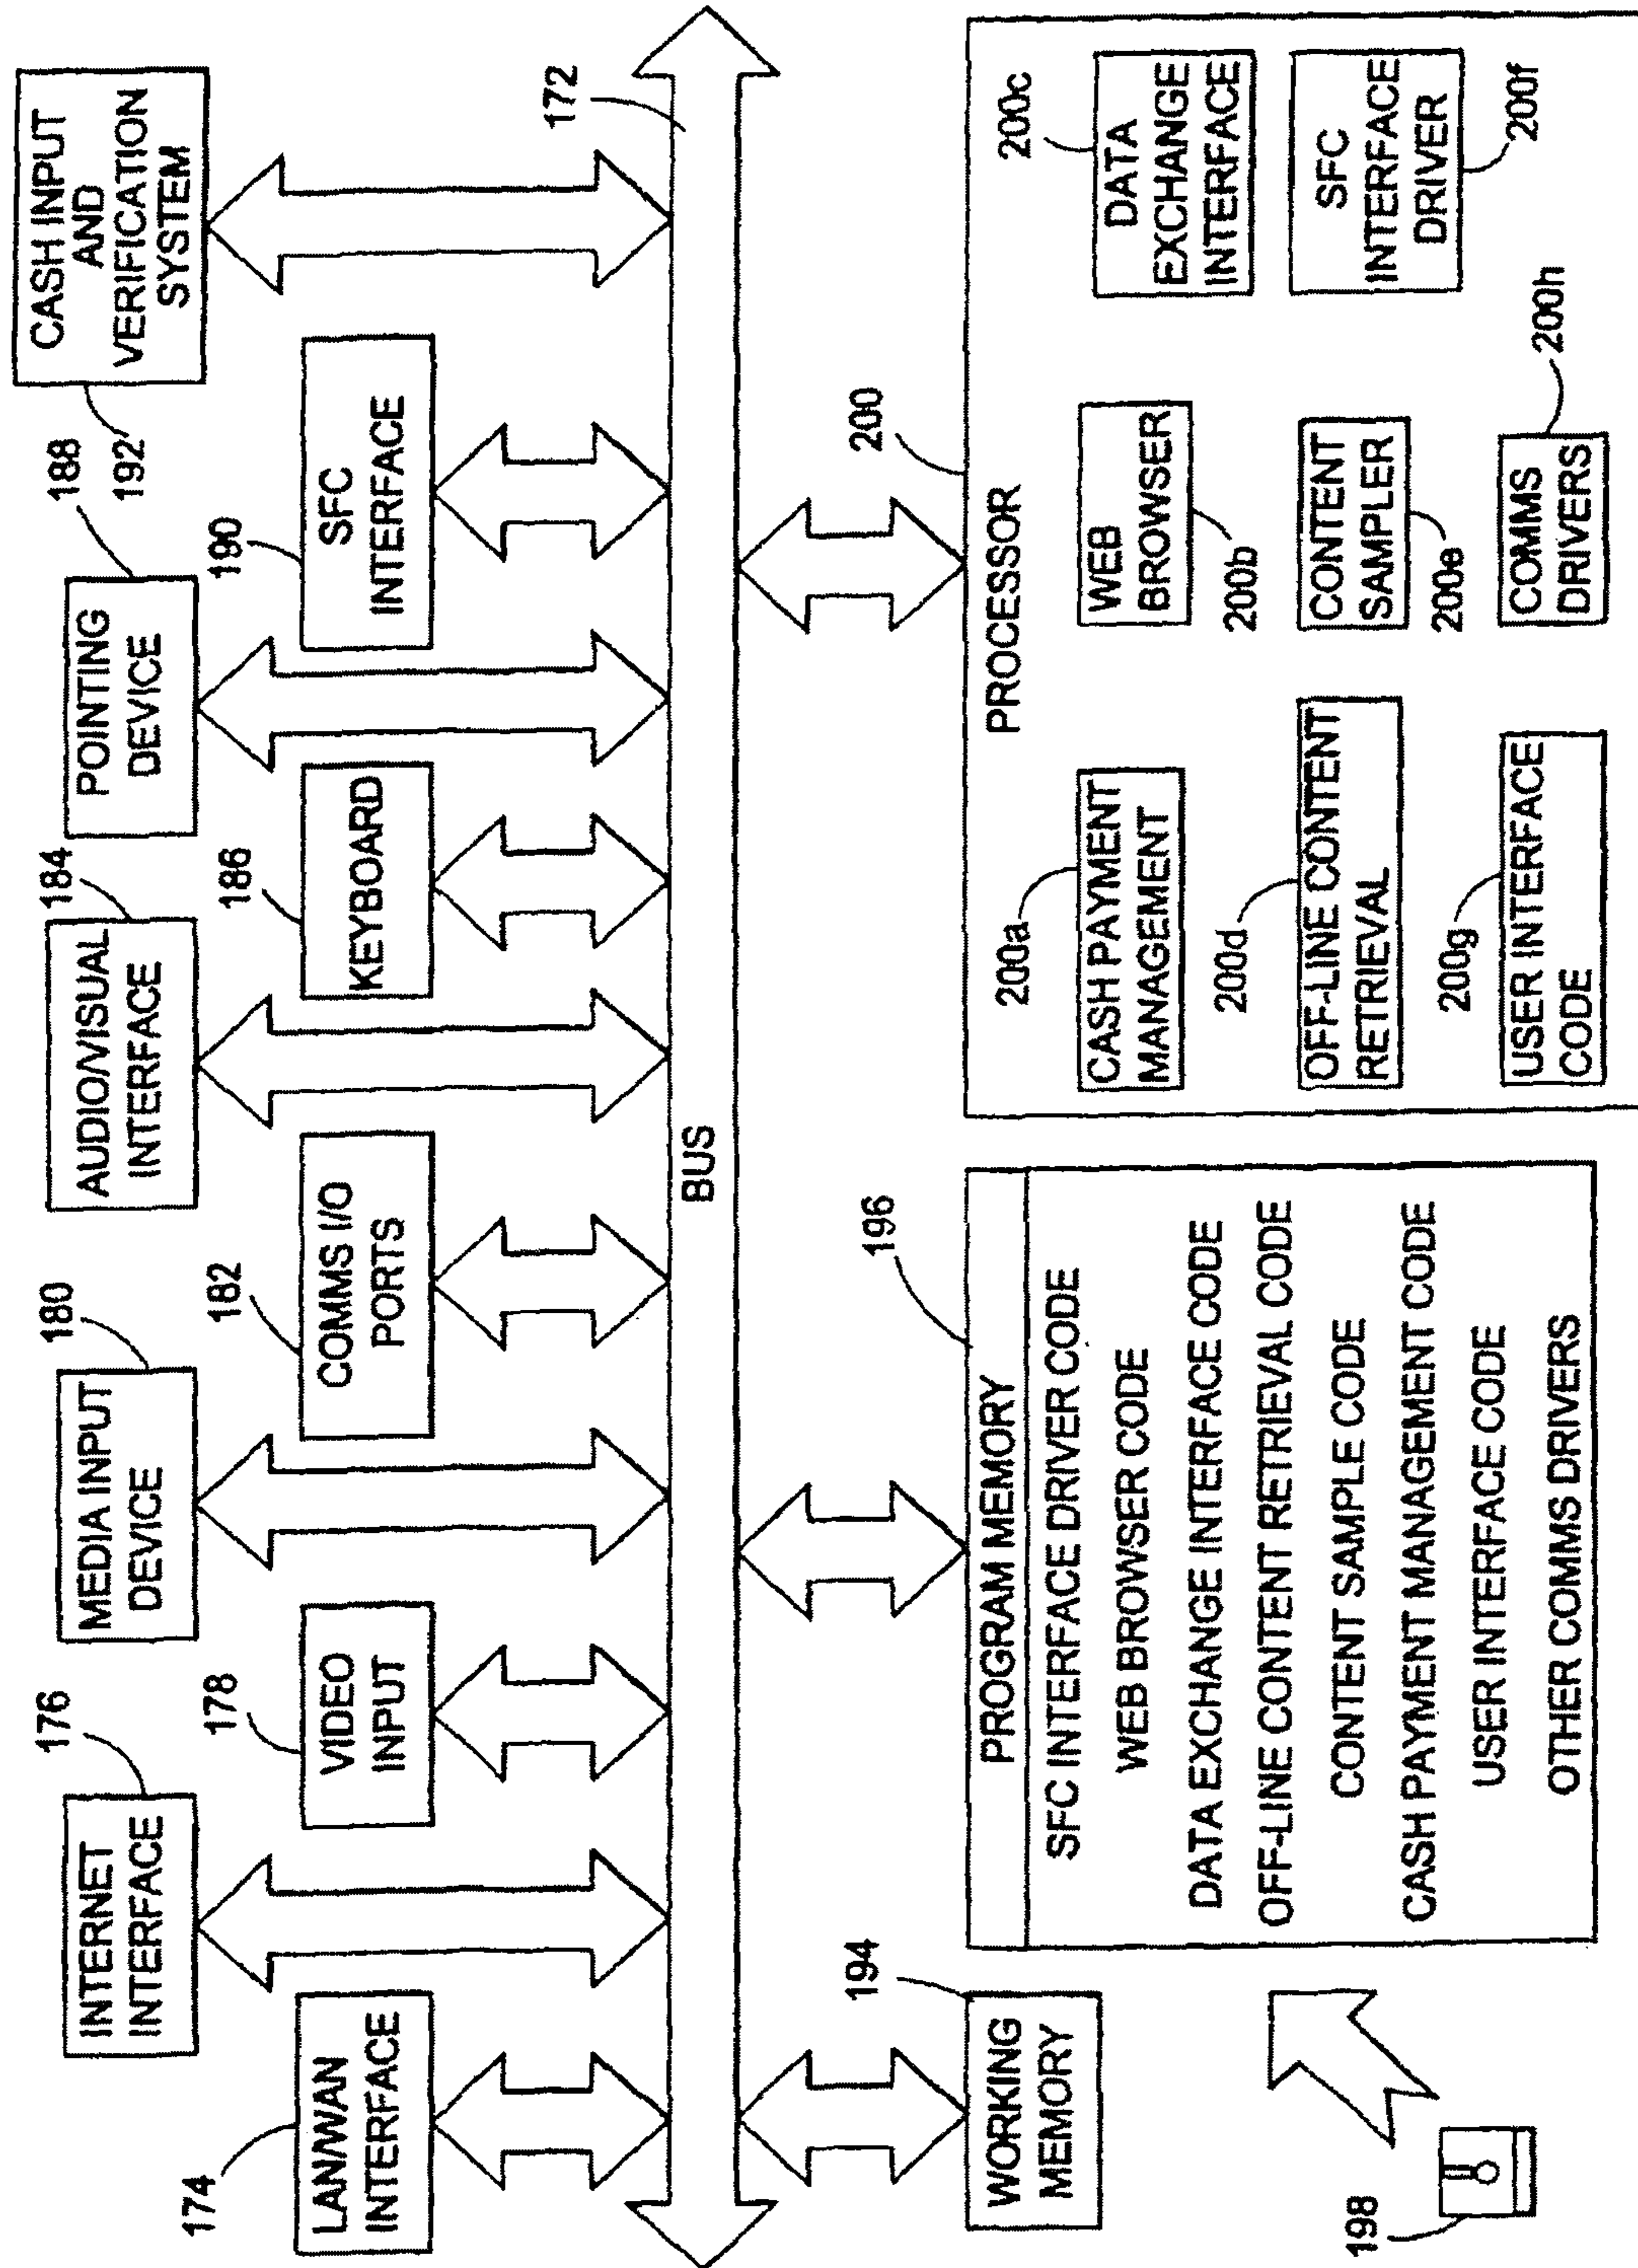 CASH INPUT
AND
VERIFICATION
SYSTEM
192
POINTING
DEVICE
188
AUDIO/VISUAL
INTERFACE
184
MEDIA INPUT
DEVICE
180
INTERNET
INTERFACE
176
SFC
INTERFACE
190
KEYBOARD
186
COMMS I/O
PORTS
182
VIDEO
INPUT
178
LAN/WAN
INTERFACE
174
BUS
172
WORKING
MEMORY
194
198
PROGRAM MEMORY
196
SFC INTERFACE DRIVER CODE
WEB BROWSER CODE
DATA EXCHANGE INTERFACE CODE
OFF-LINE CONTENT RETRIEVAL CODE
CONTENT SAMPLE CODE
CASH PAYMENT MANAGEMENT CODE
USER INTERFACE CODE
OTHER COMMS DRIVERS
PROCESSOR
200
CASH PAYMENT
MANAGEMENT
200a
WEB
BROWSER
200b
DATA
EXCHANGE
INTERFACE
200c
OFF-LINE CONTENT
RETRIEVAL
200d
CONTENT
SAMPLER
200e
SFC
INTERFACE
DRIVER
200f
USER INTERFACE
CODE
200g
COMMS
DRIVERS
200h